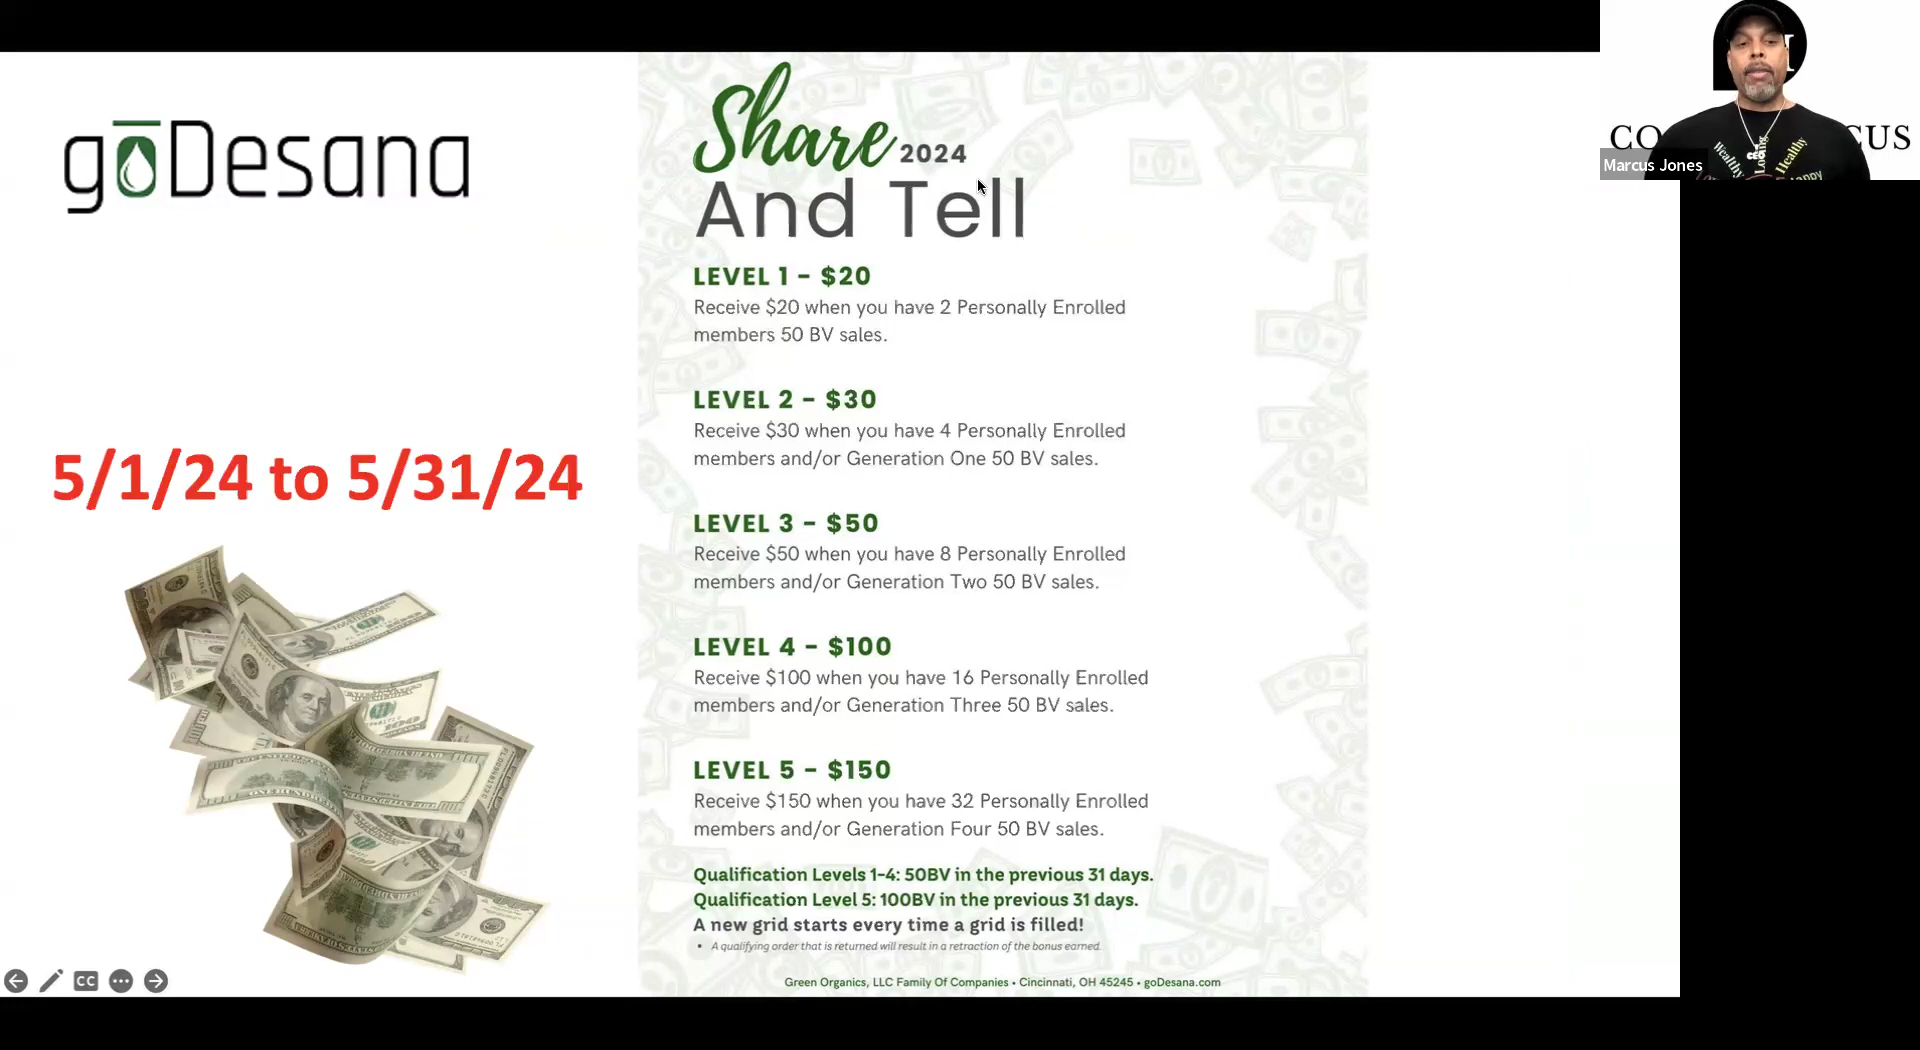 goDesana
5/1/24 to 5/31/24
Share 2024
And Tell
LEVEL 1 - $20
Receive $20 when you have 2 Personally Enrolled
members 50 BV sales.
LEVEL 2 - $30
Receive $30 when you have 4 Personally Enrolled
members and/or Generation One 50 BV sales.
LEVEL 3 - $50
Receive $50 when you have 8 Personally Enrolled
members and/or Generation Two 50 BV sales.
LEVEL 4 - $100
Receive $100 when you have 16 Personally Enrolled
members and/or Generation Three 50 BV sales.
LEVEL 5 - $150
Receive $150 when you have 32 Personally Enrolled
members and/or Generation Four 50 BV sales.
Qualification Levels 1-4: 50BV in the previous 31 days.
Qualification Level 5: 100BV in the previous 31 days.
A new grid starts every time a grid is filled!
• A qualifying order that is returned will result in a retraction of the bonus earned.
Green Organics, LLC Family Of Companies • Cincinnati, OH 45245 • goDesana.com
CC
CO CUS
Marcus Jones
Wealthy
CEO
Healthy